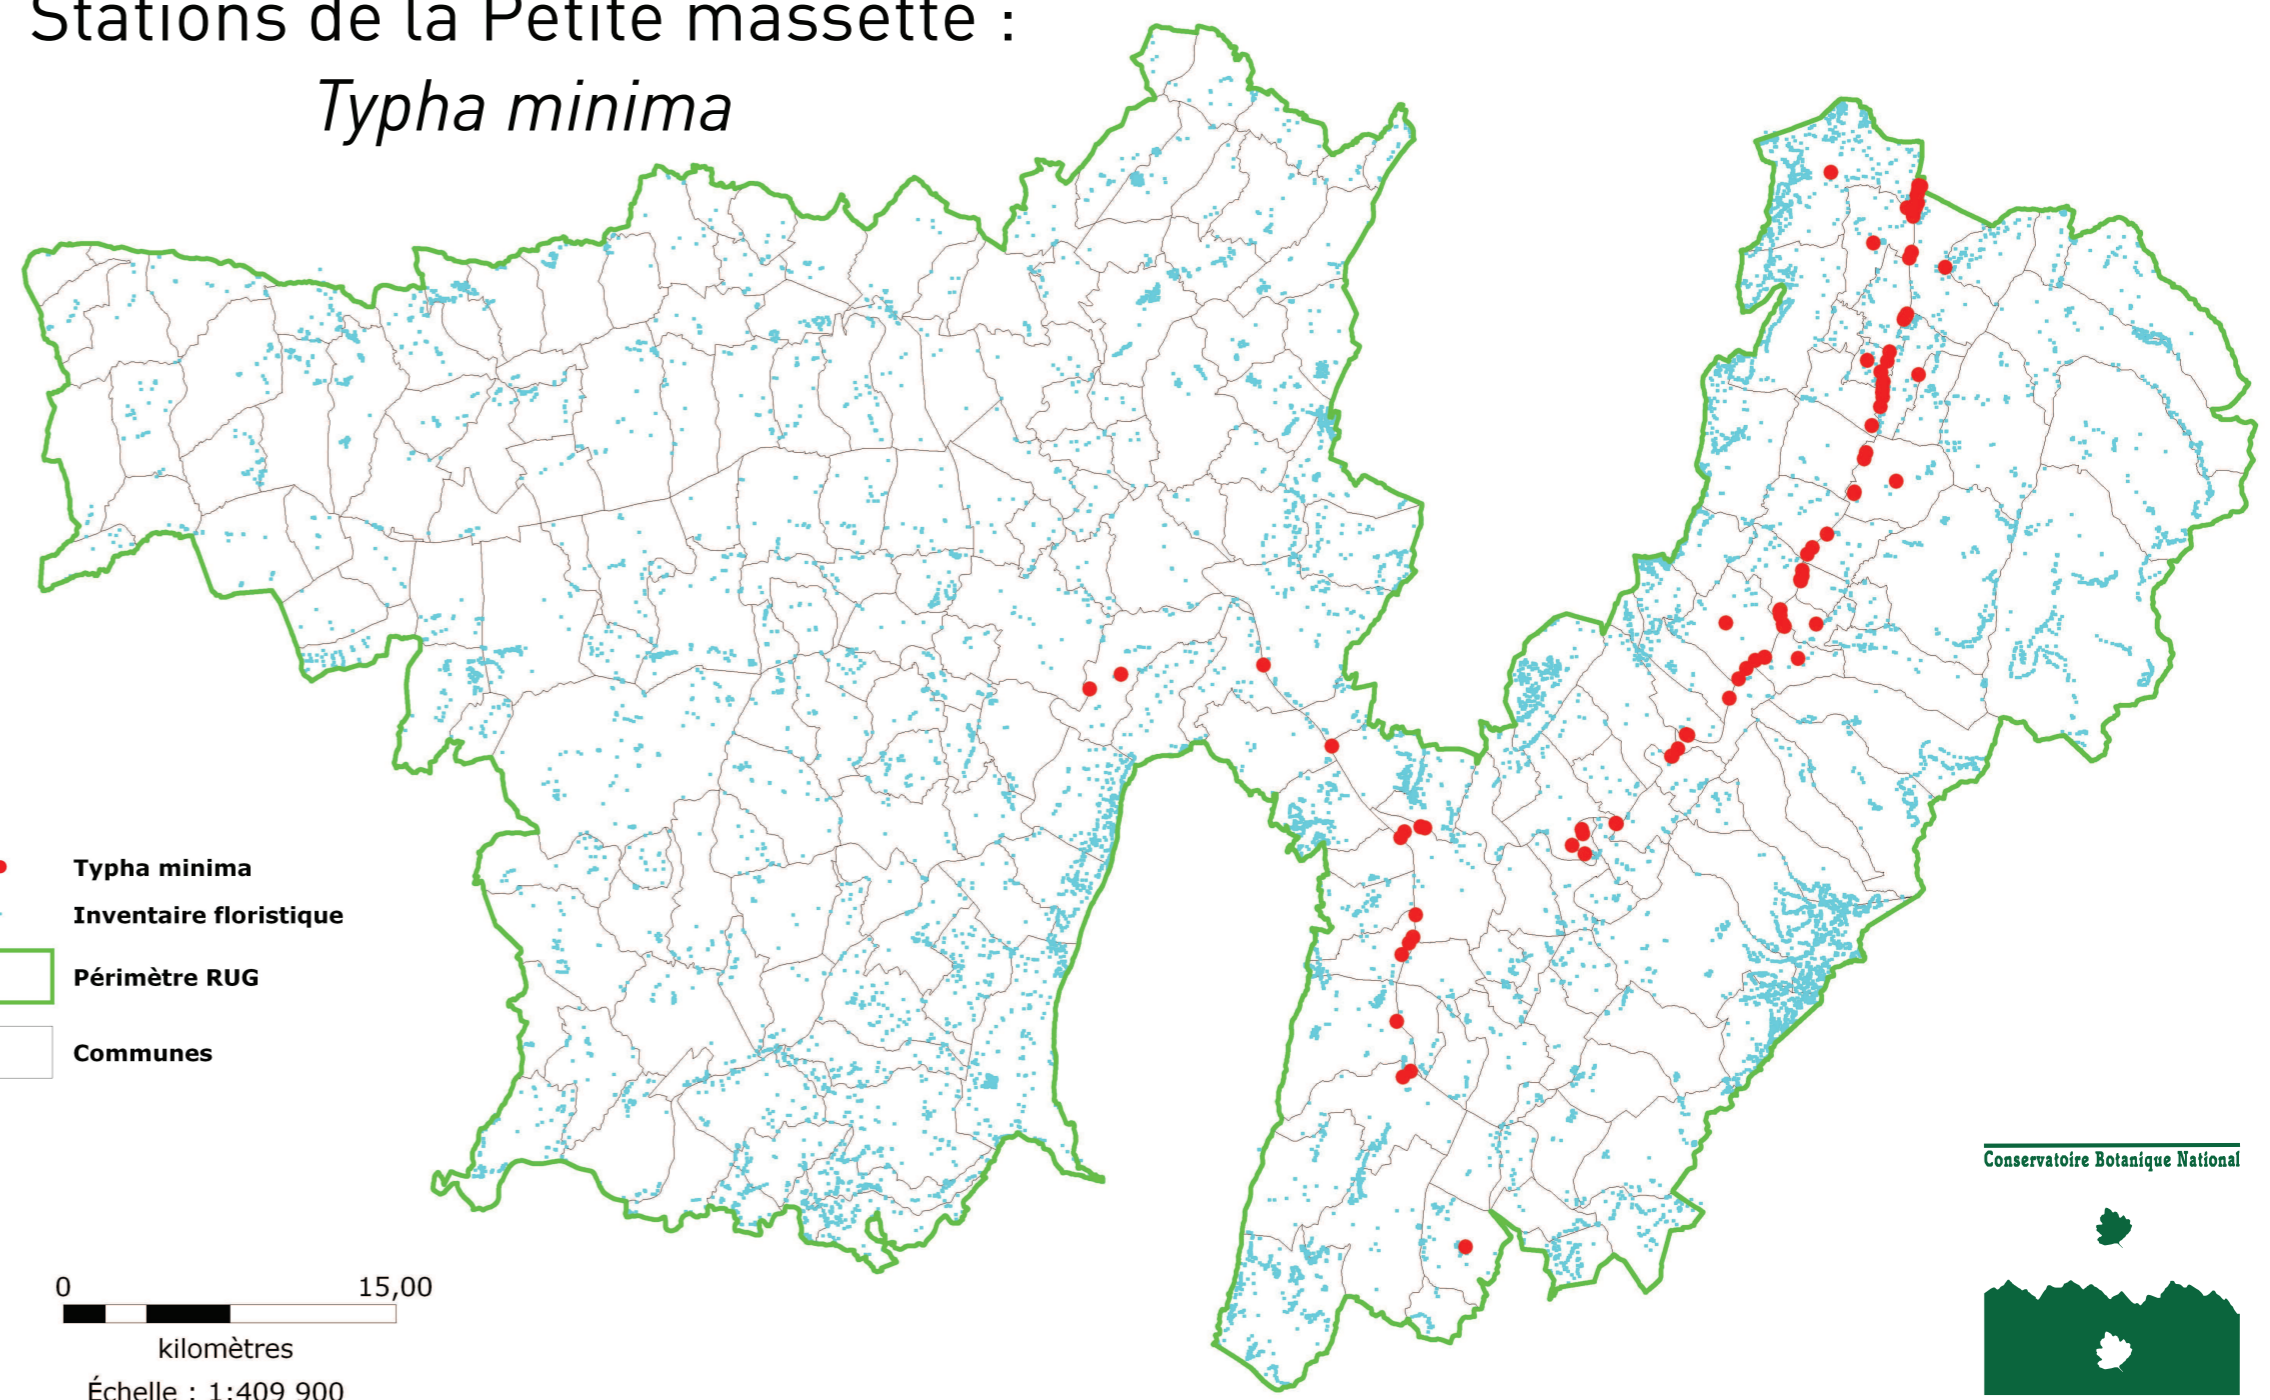 Stations de la Petite massette :
Typha minima
Typha minima
Inventaire floristique
Périmètre RUG
Communes
0 15,00
kilomètres
Échelle : 1:409 900
Conservatoire Botanique National